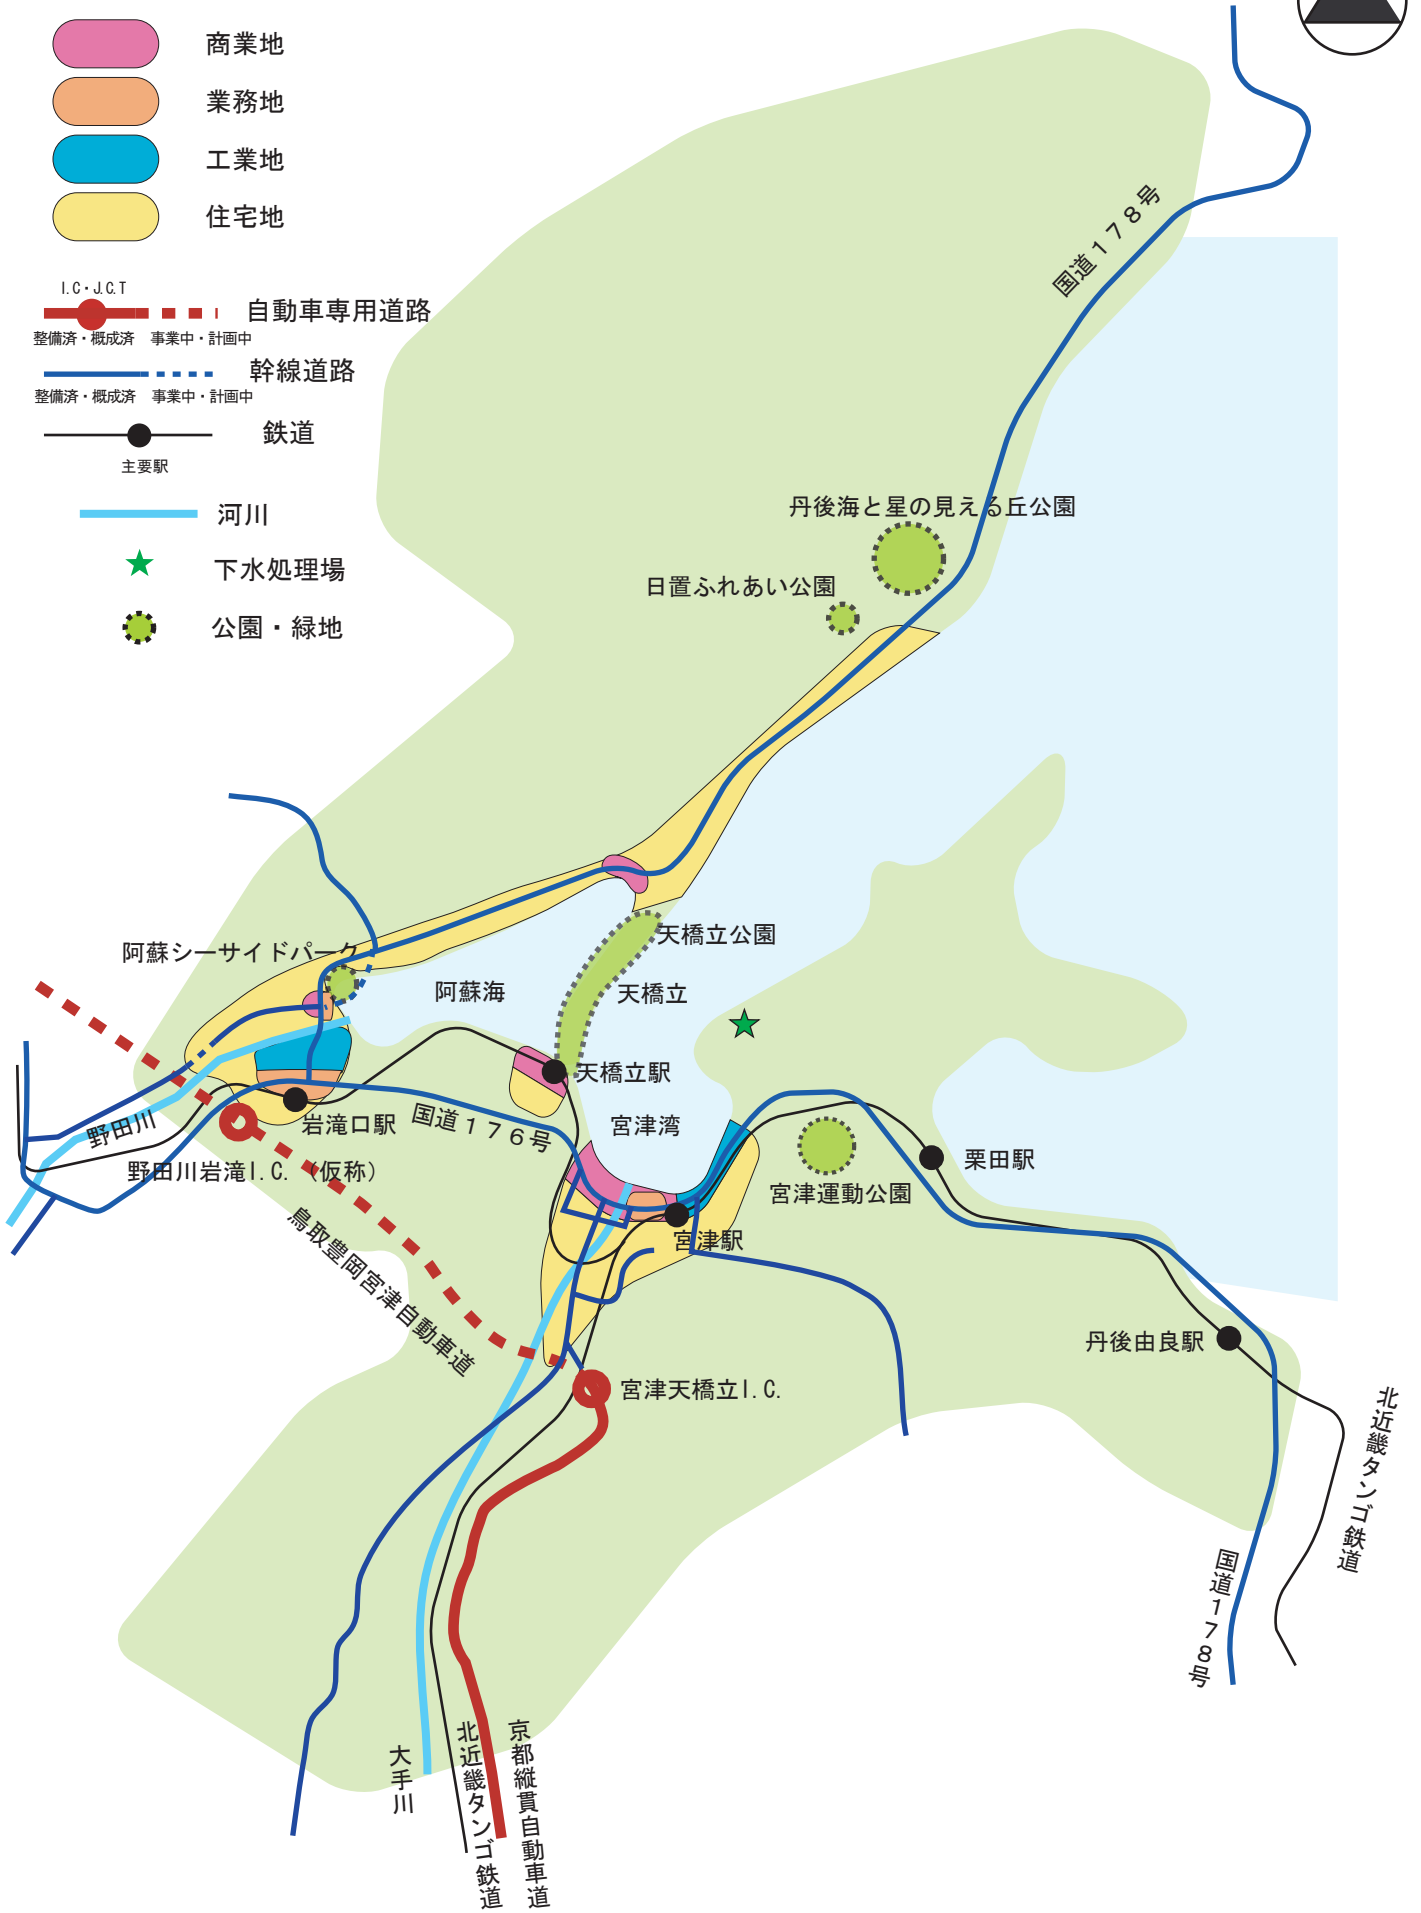 商業地
業務地
工業地
住宅地
I.C・J.C.T
自動車専用道路
整備済・概成済 事業中・計画中
幹線道路
整備済・概成済 事業中・計画中
鉄道
主要駅
河川
下水処理場
公園・緑地
国道178号
丹後海と星の見える丘公園
日置ふれあい公園
天橋立公園
阿蘇シーサイドパーク
阿蘇海
天橋立
天橋立駅
岩滝口駅
国道176号
宮津湾
野田川
野田川岩滝I.C.（仮称）
栗田駅
宮津運動公園
宮津駅
鳥取豊岡宮津自動車道
丹後由良駅
宮津天橋立I.C.
北近畿タンゴ鉄道
国道178号
大手川
北近畿タンゴ鉄道
京都縦貫自動車道